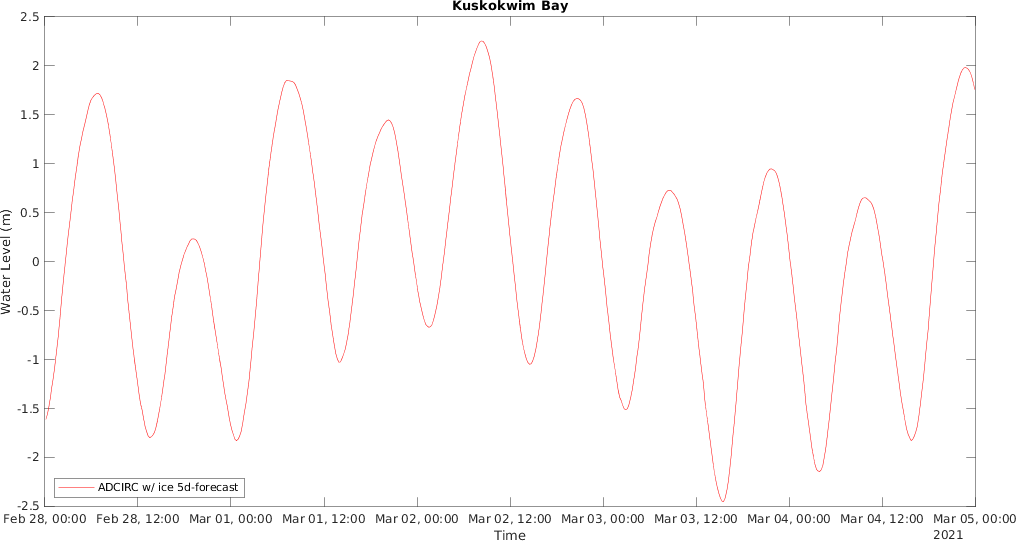 Kuskokwim Bay
2.5
2
1.5
1
0.5
0
-0.5
-1
-1.5
-2
-2.5
Water Level (m)
ADCIRC w/ ice 5d-forecast
Feb 28, 00:00 Feb 28, 12:00 Mar 01, 00:00 Mar 01, 12:00 Mar 02, 00:00 Mar 02, 12:00 Mar 03, 00:00 Mar 03, 12:00 Mar 04, 00:00 Mar 04, 12:00 Mar 05, 00:00
Time
2021